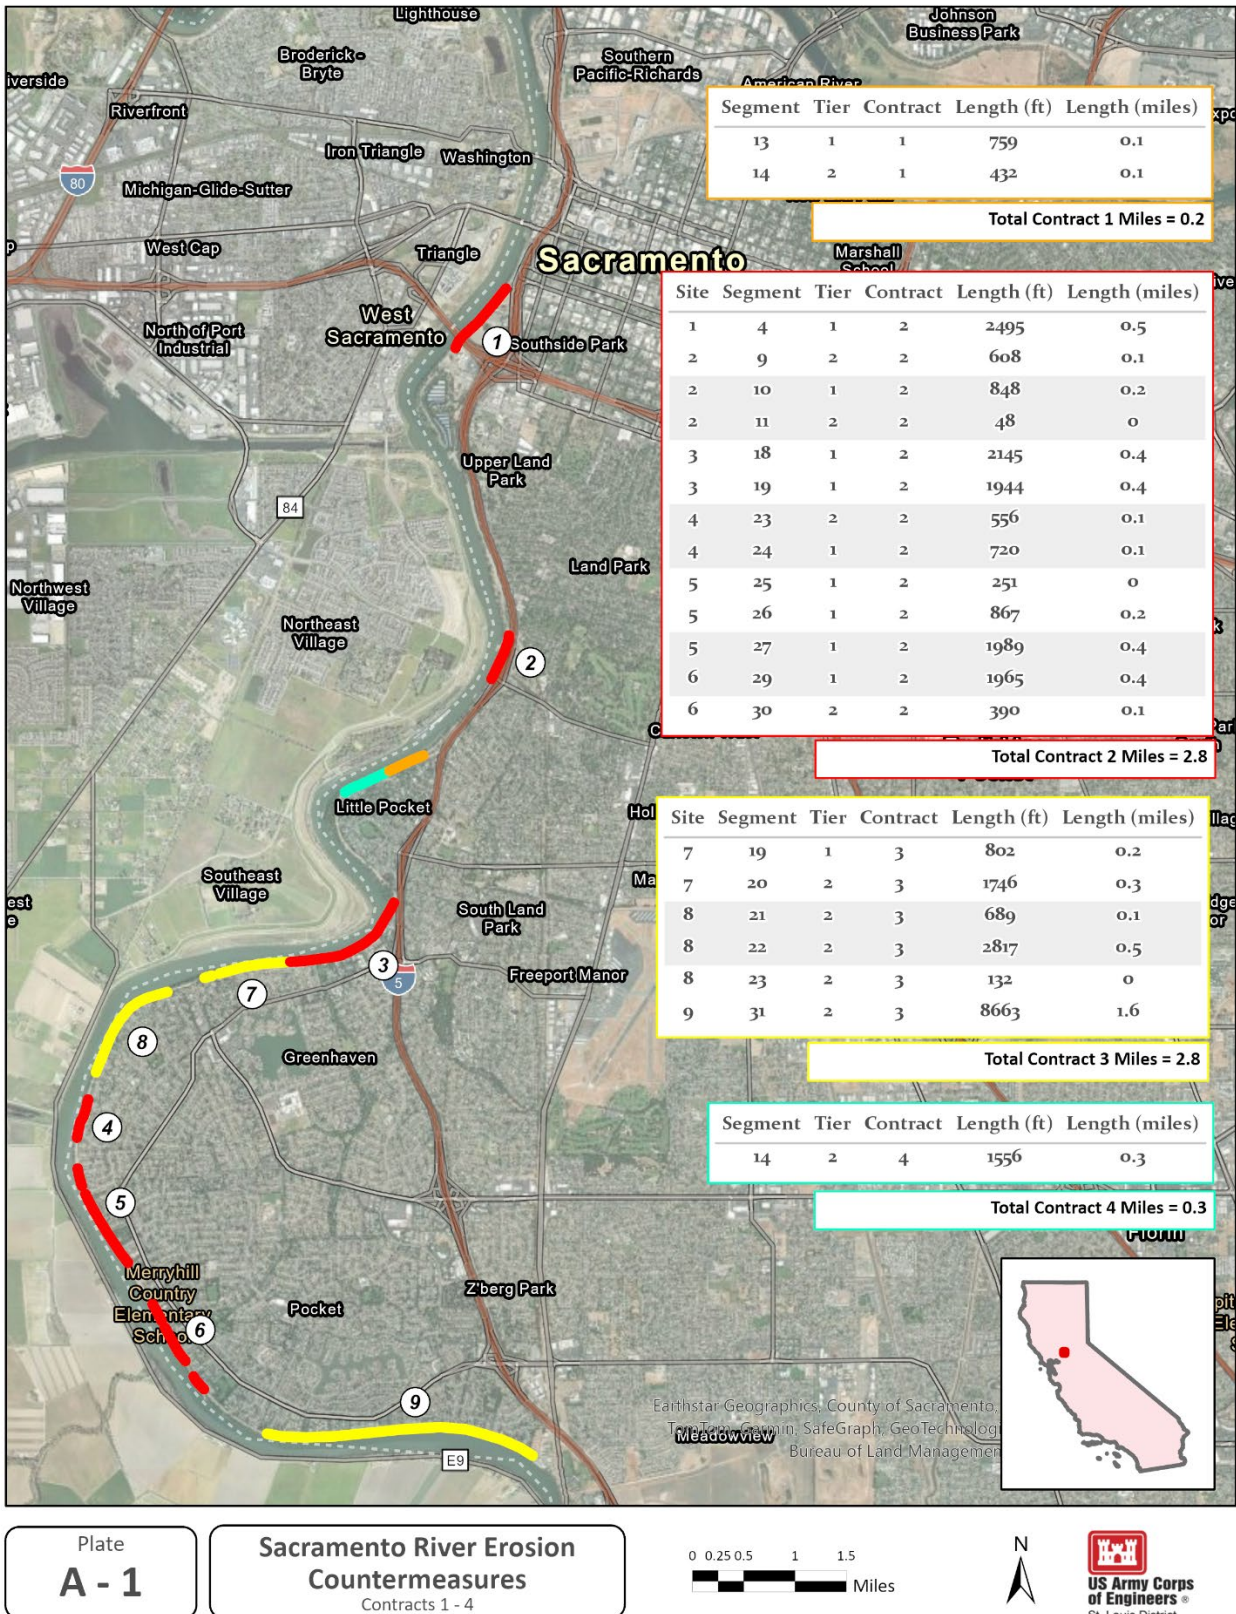 Lighthouse
Johnson
Business Park
Broderick -
Bryte
Southern
Pacific-Richards
American River
iverside
Riverfront
Iron Triangle
Washington
80
Michigan-Glide-Sutter
West Cap
Triangle
Sacramento
Marshall
School
North of Port
Industrial
West
Sacramento
1
Southside Park
Upper Land
Park
84
Land Park
Northwest
Village
Northeast
Village
2
Little Pocket
Southeast
Village
South Land
Park
3
5
Freeport Manor
7
8
Greenhaven
4
5
Merryhill
Country
Elementary
School
6
Pocket
Z'berg Park
9
E9
Meadowview
Florin
Segment Tier Contract Length (ft) Length (miles)
13 1 1 759 0.1
14 2 1 432 0.1
Total Contract 1 Miles = 0.2
Site Segment Tier Contract Length (ft) Length (miles)
1 4 1 2 2495 0.5
2 9 2 2 608 0.1
2 10 1 2 848 0.2
2 11 2 2 48 0
3 18 1 2 2145 0.4
3 19 1 2 1944 0.4
4 23 2 2 556 0.1
4 24 1 2 720 0.1
5 25 1 2 251 0
5 26 1 2 867 0.2
5 27 1 2 1989 0.4
6 29 1 2 1965 0.4
6 30 2 2 390 0.1
Total Contract 2 Miles = 2.8
Site Segment Tier Contract Length (ft) Length (miles)
7 19 1 3 802 0.2
7 20 2 3 1746 0.3
8 21 2 3 689 0.1
8 22 2 3 2817 0.5
8 23 2 3 132 0
9 31 2 3 8663 1.6
Total Contract 3 Miles = 2.8
Segment Tier Contract Length (ft) Length (miles)
14 2 4 1556 0.3
Total Contract 4 Miles = 0.3
Earthstar Geographics, County of Sacramento,
TomTom, Garmin, SafeGraph, GeoTechnologi
Bureau of Land Managemen
Plate
A - 1
Sacramento River Erosion
Countermeasures
Contracts 1 - 4
0 0.25 0.5 1 1.5
Miles
N
US Army Corps
of Engineers ®
St. Louis District